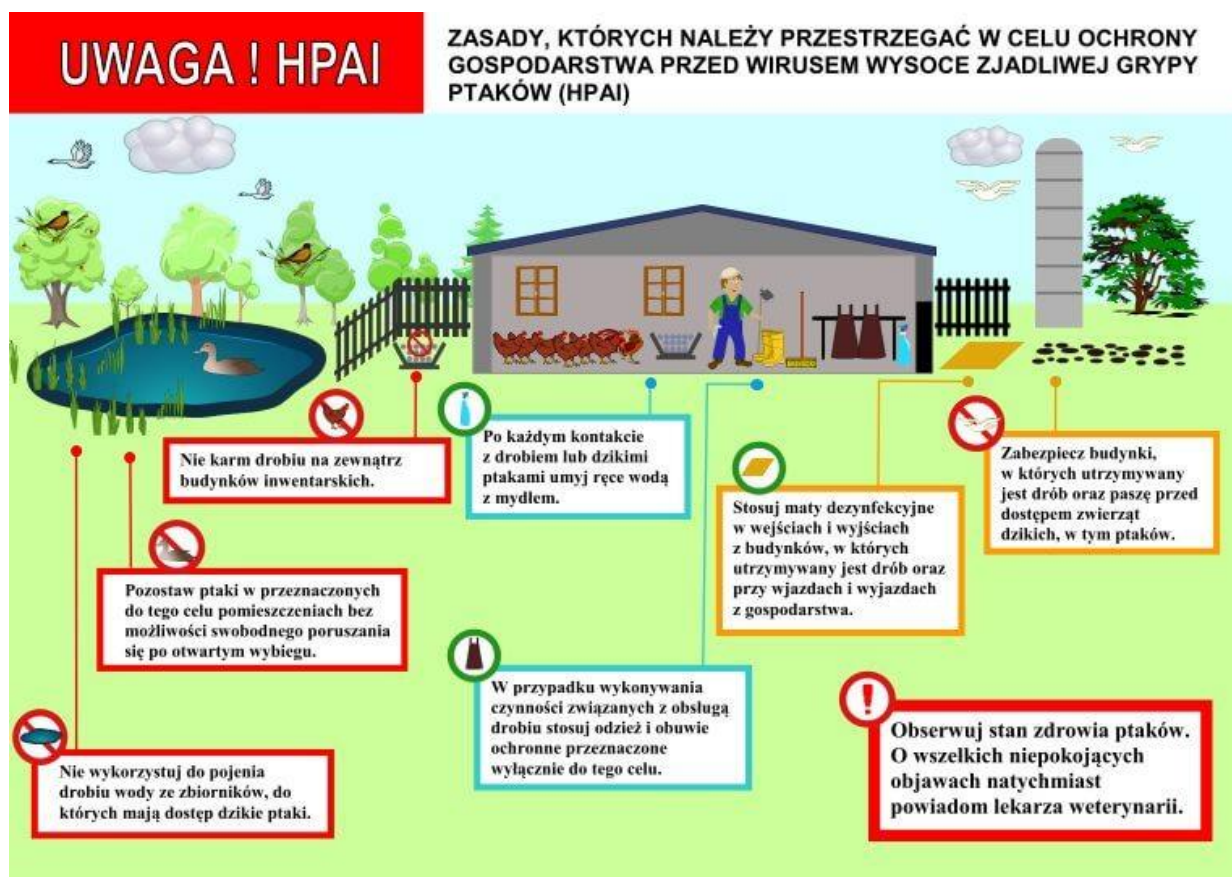 UWAGA ! HPAI
ZASADY, KTÓRYCH NALEŻY PRZESTRZEGAĆ W CELU OCHRONY
GOSPODARSTWA PRZED WIRUSEM WYSOCE ZJADLIWEJ GRYPY
PTAKÓW (HPAI)
Nie karm drobiu na zewnątrz
budynków inwentarskich.
Po każdym kontakcie
z drobiem lub dzikimi
ptakami umyj ręce wodą
z mydłem.
Stosuj maty dezynfekcyjne
w wejściach i wyjściach
z budynków, w których
utrzymywany jest drób oraz
przy wjazdach i wyjazdach
z gospodarstwa.
Zabezpiecz budynki,
w których utrzymywany
jest drób oraz paszę przed
dostępem zwierząt
dzikich, w tym ptaków.
Pozostaw ptaki w przeznaczonych
do tego celu pomieszczeniach bez
możliwości swobodnego poruszania
się po otwartym wybiegu.
W przypadku wykonywania
czynności związanych z obsługą
drobiu stosuj odzież i obuwie
ochronne przeznaczone
wyłącznie do tego celu.
Nie wykorzystuj do pojenia
drobiu wody ze zbiorników, do
których mają dostęp dzikie ptaki.
Obserwuj stan zdrowia ptaków.
O wszelkich niepokojących
objawach natychmiast
powiadom lekarza weterynarii.